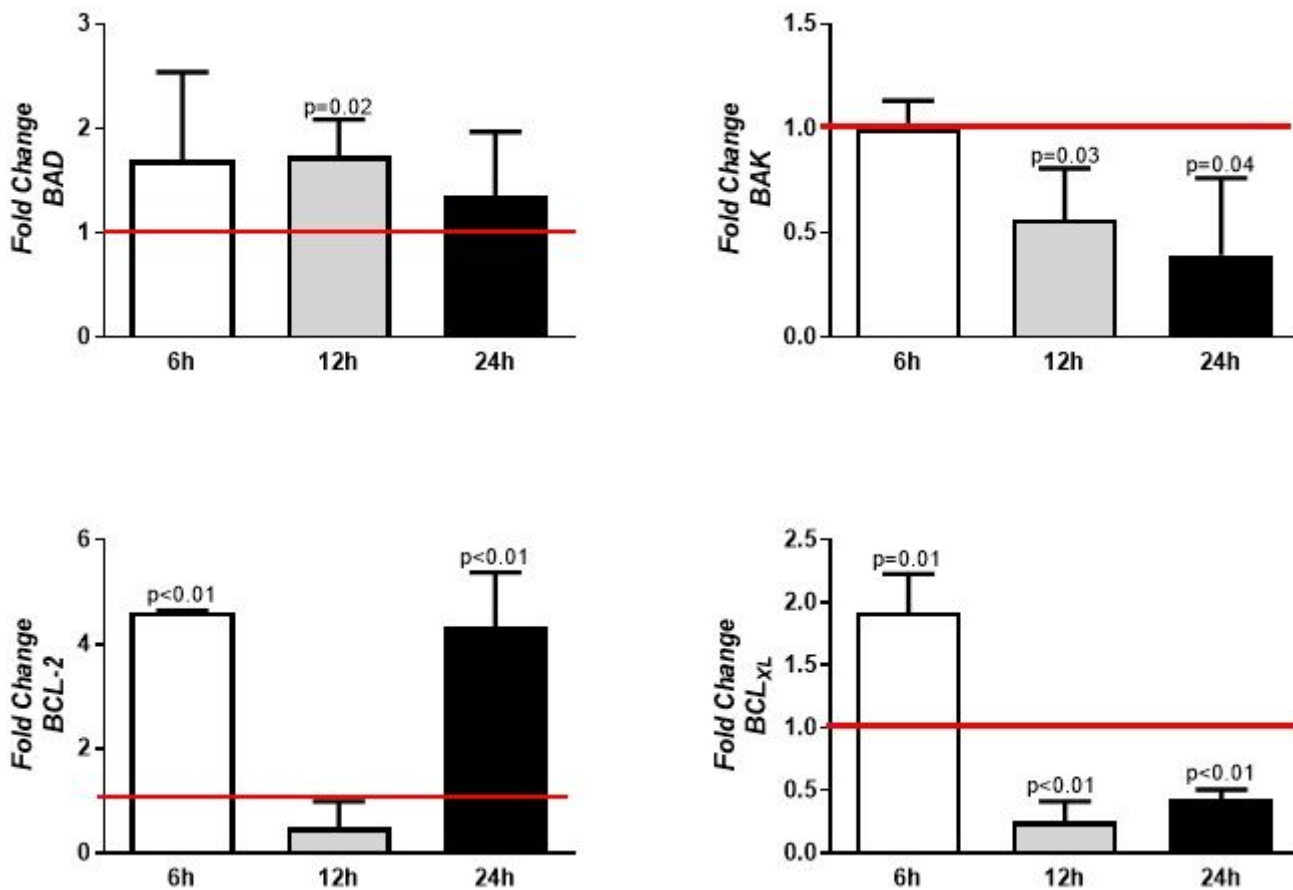 Fold Change
BAD
3
2
1
0
p=0.02
6h 12h 24h
Fold Change
BAK
1.5
1.0
0.5
0.0
p=0.03
p=0.04
6h 12h 24h
Fold Change
BCL-2
6
4
2
0
p<0.01
p<0.01
6h 12h 24h
Fold Change
BCLXL
2.5
2.0
1.5
1.0
0.5
0.0
p=0.01
p<0.01
p<0.01
6h 12h 24h